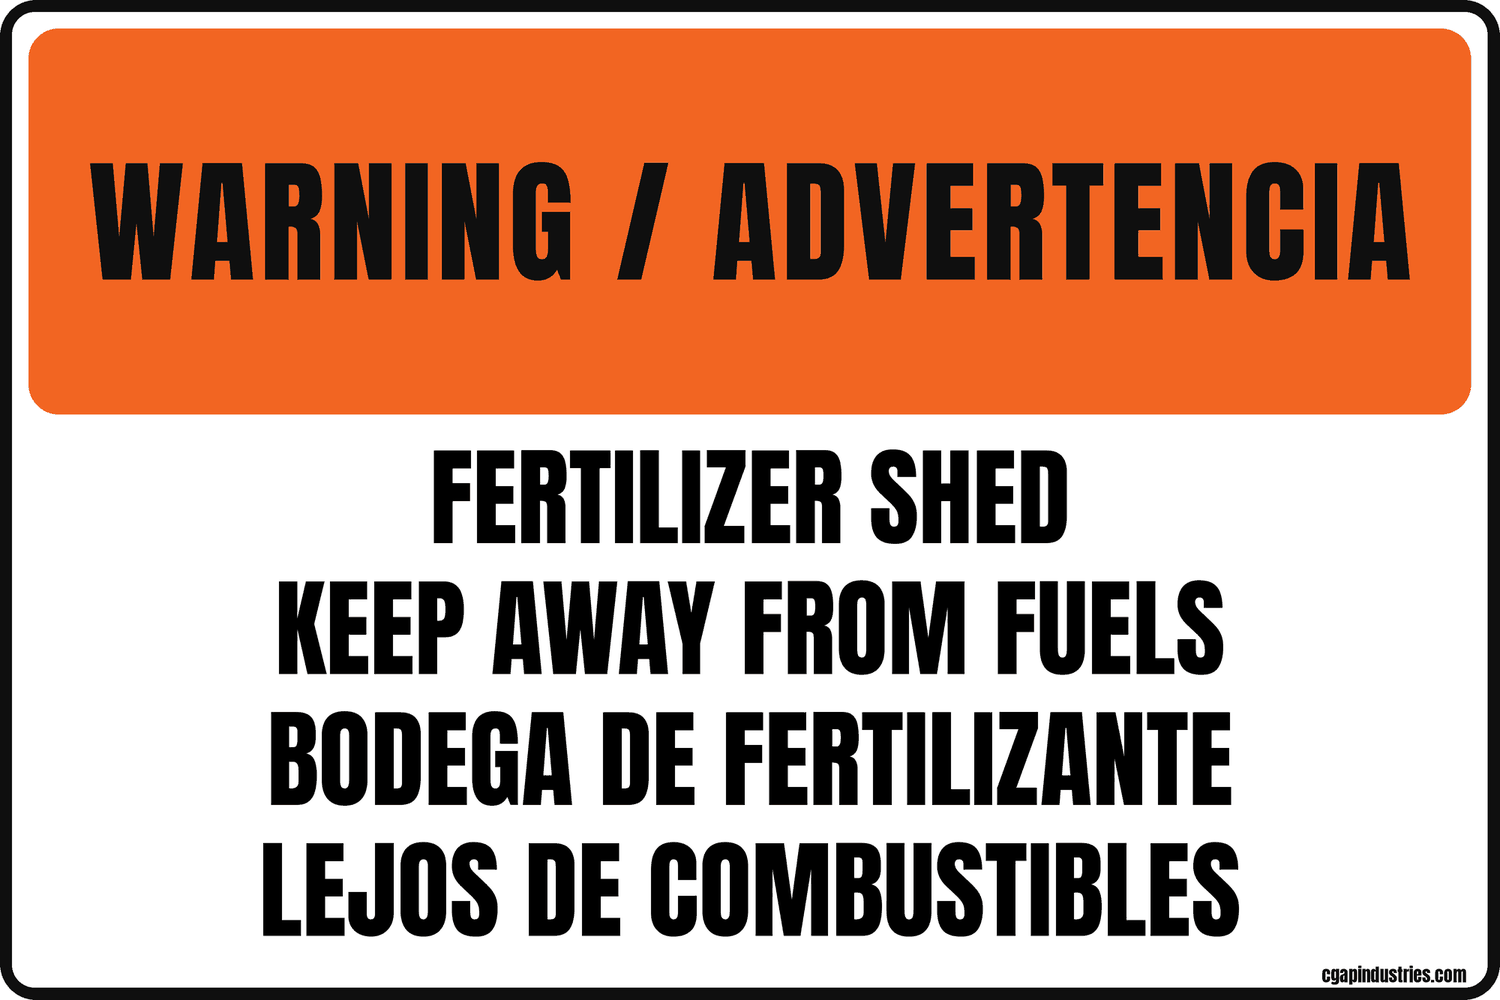 WARNING / ADVERTENCIA
FERTILIZER SHED
KEEP AWAY FROM FUELS
BODEGA DE FERTILIZANTE
LEJOS DE COMBUSTIBLES
cgapindustries.com